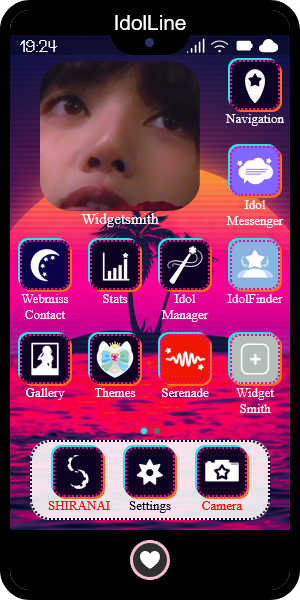 IdolLine
19:24
Navigation
Widgetsmith
Idol
Messenger
Webmiss
Contact
Stats
Idol
Manager
IdolFinder
Gallery
Themes
Serenade
Widget
Smith
SHIRANAI
Settings
Camera